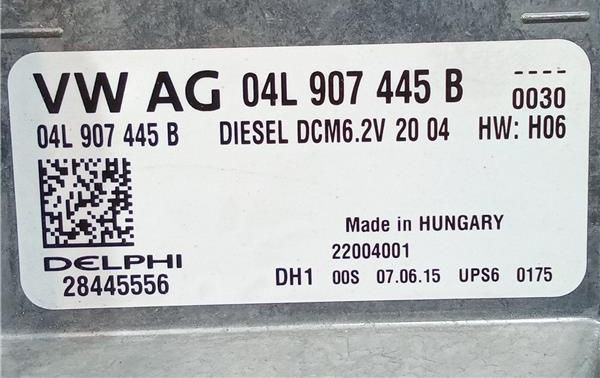 VW AG 04L 907 445 B ----
0030
04L 907 445 B DIESEL DCM6.2V 20 04 HW: H06
Made in HUNGARY
22004001
DELPHI
28445556
DH1 00S 07.06.15 UPS6 0175